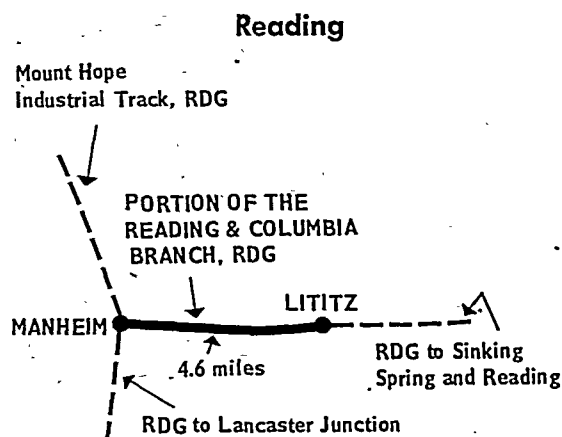 Reading
Mount Hope
Industrial Track, RDG
PORTION OF THE
READING & COLUMBIA
BRANCH, RDG
LITITZ
MANHEIM
4.6 miles
RDG to Sinking
Spring and Reading
RDG to Lancaster Junction